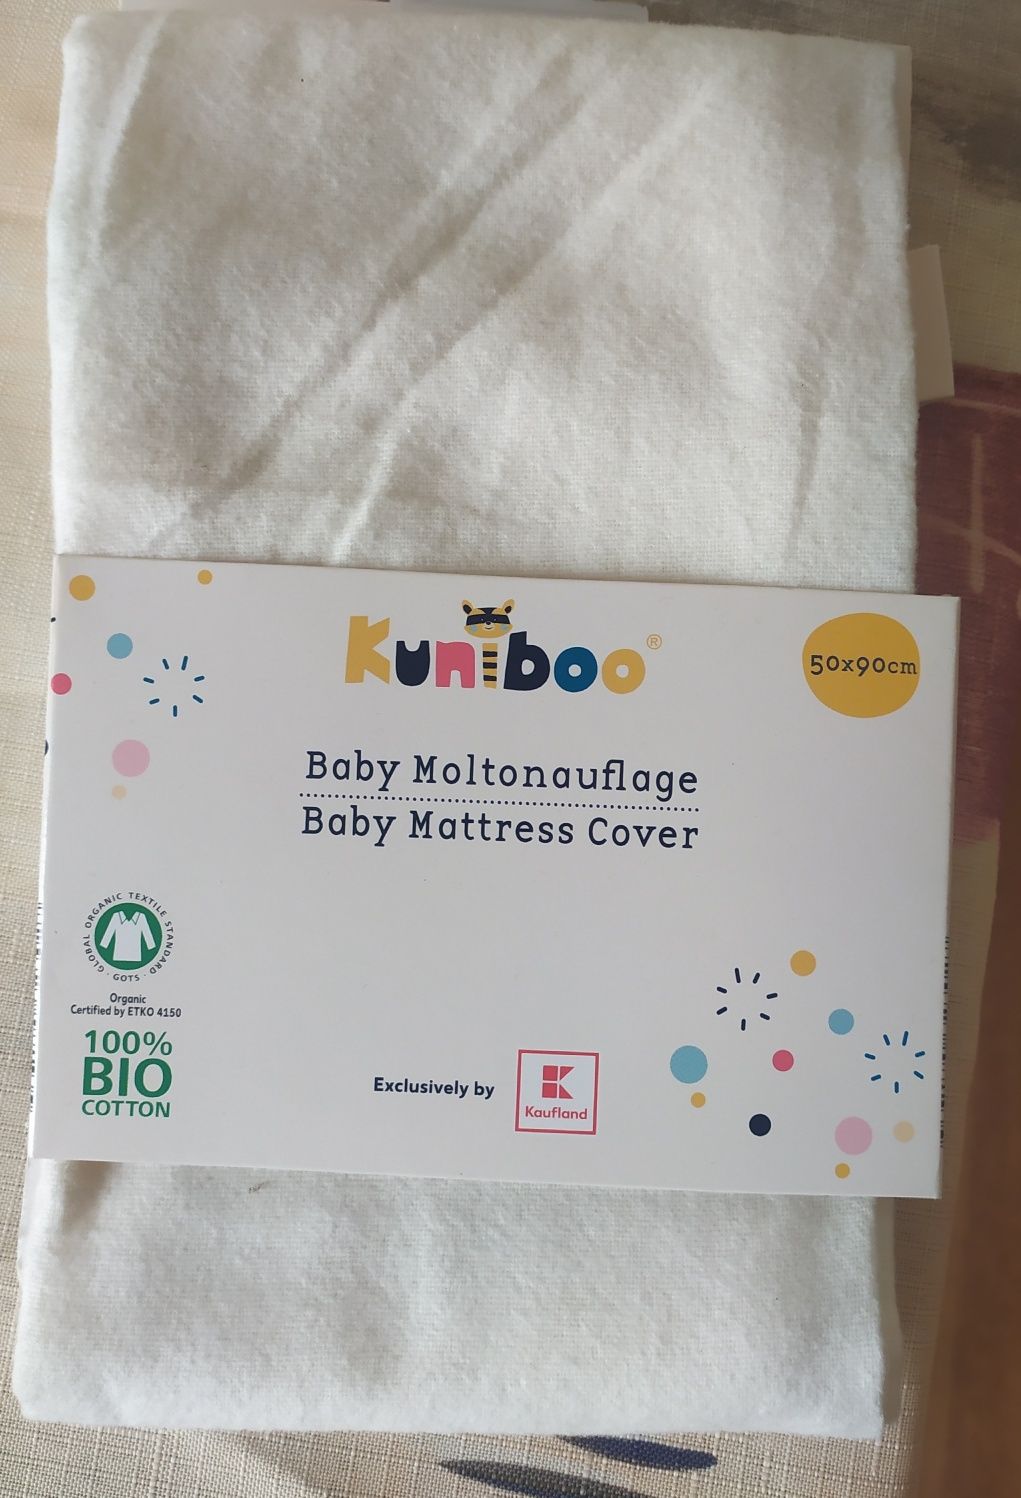 Kuniboo®
50x90cm
Baby Moltonauflage
Baby Mattress Cover
GLOBAL ORGANIC TEXTILE STANDARD · GOTS ·
Organic
Certified by ETKO 4150
100%
BIO
COTTON
Exclusively by
Kaufland